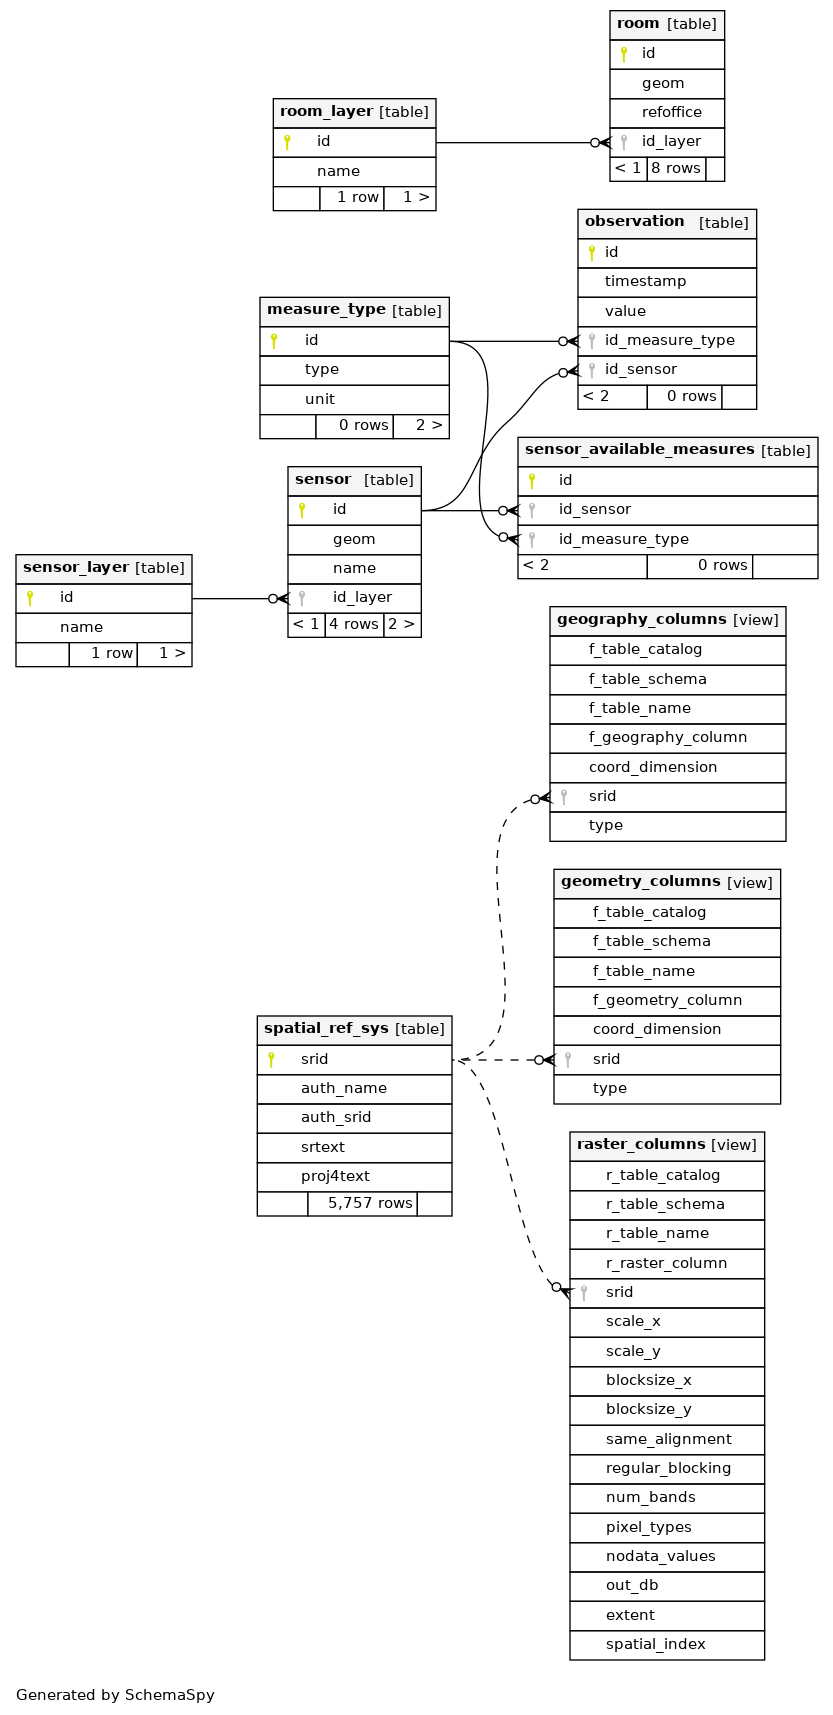 room [table]
id
geom
refoffice
id_layer
< 1 8 rows
room_layer [table]
id
name
1 row 1 >
observation [table]
id
timestamp
value
id_measure_type
id_sensor
< 2 0 rows
measure_type [table]
id
type
unit
0 rows 2 >
sensor_available_measures [table]
id
id_sensor
id_measure_type
< 2 0 rows
sensor [table]
id
geom
name
id_layer
< 1 4 rows 2 >
sensor_layer [table]
id
name
1 row 1 >
geography_columns [view]
f_table_catalog
f_table_schema
f_table_name
f_geography_column
coord_dimension
srid
type
geometry_columns [view]
f_table_catalog
f_table_schema
f_table_name
f_geometry_column
coord_dimension
srid
type
spatial_ref_sys [table]
srid
auth_name
auth_srid
srtext
proj4text
5,757 rows
raster_columns [view]
r_table_catalog
r_table_schema
r_table_name
r_raster_column
srid
scale_x
scale_y
blocksize_x
blocksize_y
same_alignment
regular_blocking
num_bands
pixel_types
nodata_values
out_db
extent
spatial_index
Generated by SchemaSpy